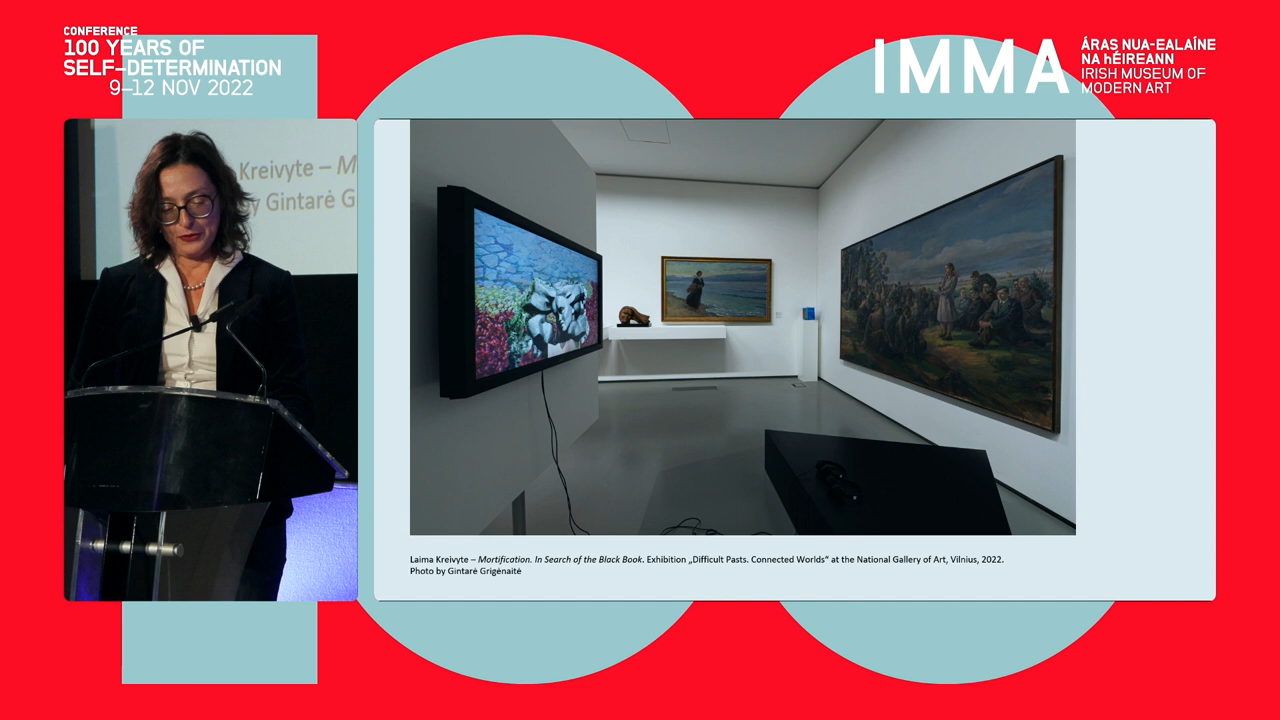 CONFERENCE
100 YEARS OF
SELF–DETERMINATION
9–12 NOV 2022
IMMA
ÁRAS NUA-EALAÍNE
NA hÉIREANN
IRISH MUSEUM OF
MODERN ART
Kreivyte – M
y Gintarė G
Laima Kreivyte – Mortification. In Search of the Black Book. Exhibition „Difficult Pasts. Connected Worlds“ at the National Gallery of Art, Vilnius, 2022.
Photo by Gintarė Grigėnaitė